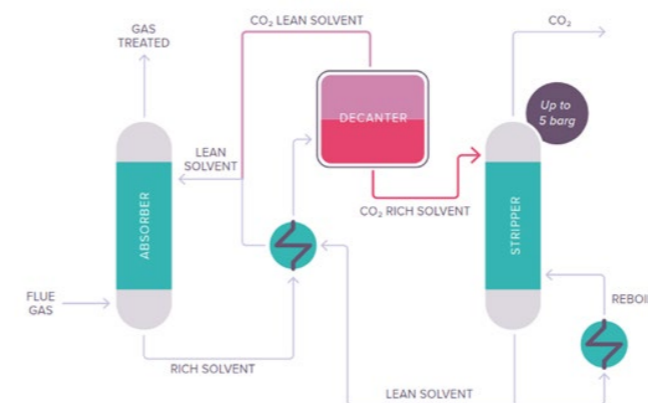 CO₂ LEAN SOLVENT
CO₂
GAS
TREATED
Up to
5 barg
DECANTER
LEAN
SOLVENT
CO₂ RICH SOLVENT
ABSORBER
STRIPPER
FLUE
GAS
REBOI
RICH SOLVENT
LEAN SOLVENT